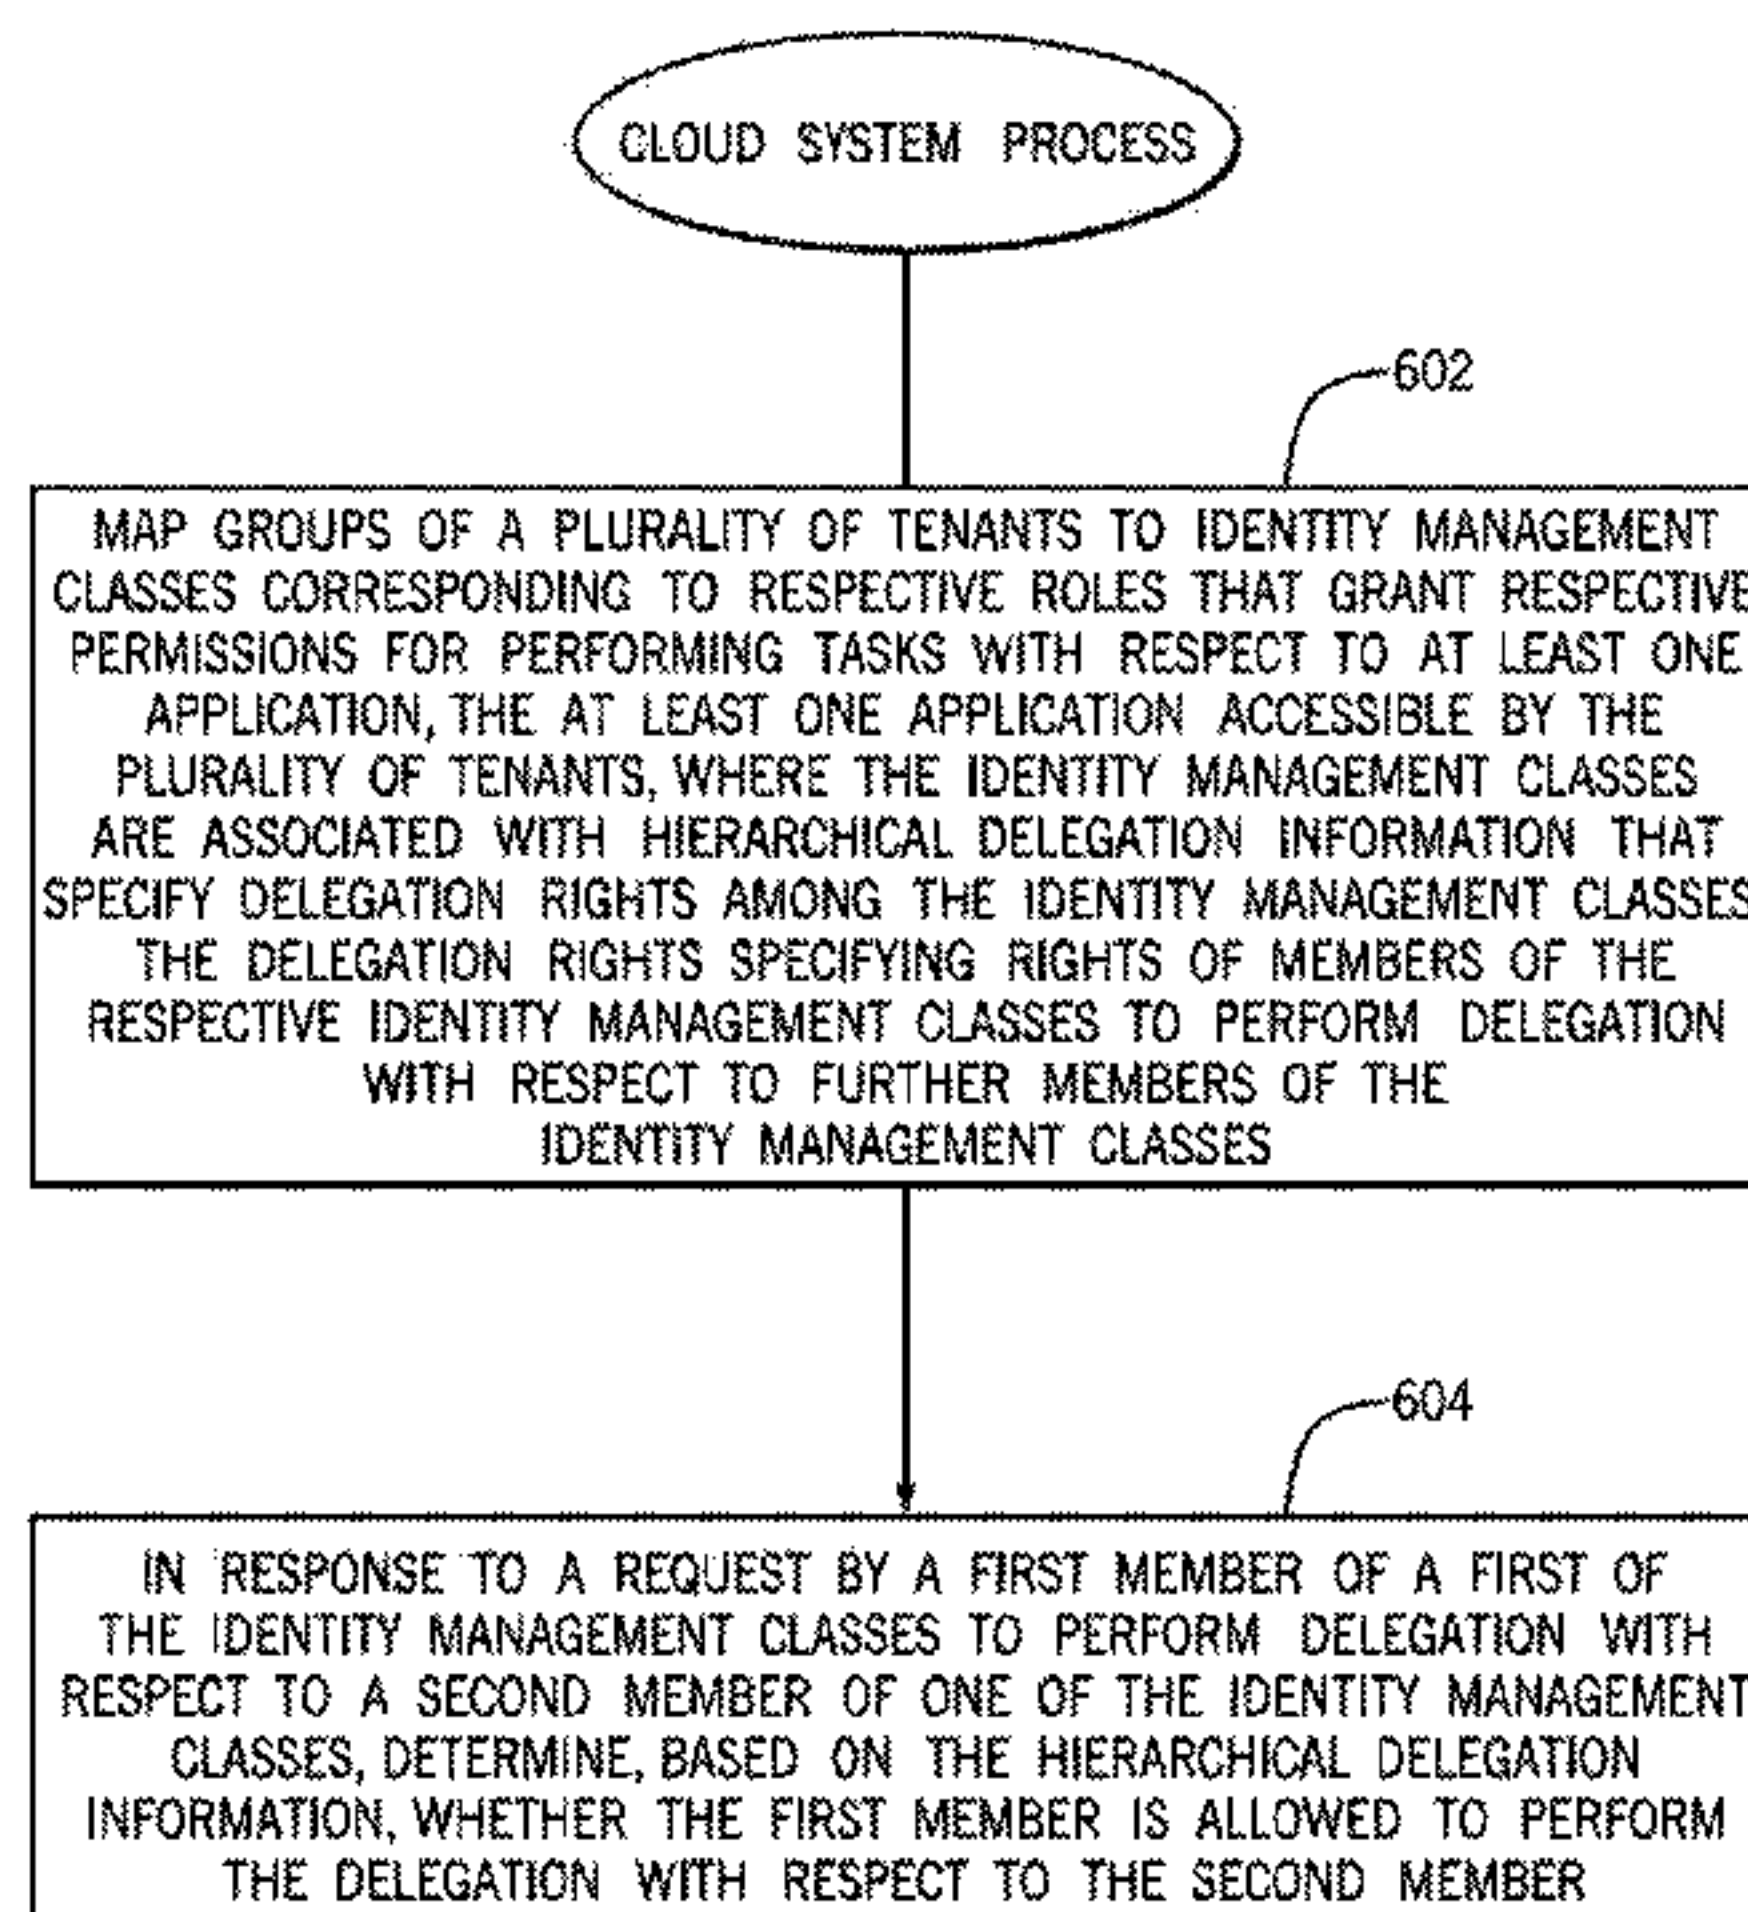 CLOUD SYSTEM PROCESS
602
MAP GROUPS OF A PLURALITY OF TENANTS TO IDENTITY MANAGEMENT
CLASSES CORRESPONDING TO RESPECTIVE ROLES THAT GRANT RESPECTIVE
PERMISSIONS FOR PERFORMING TASKS WITH RESPECT TO AT LEAST ONE
APPLICATION, THE AT LEAST ONE APPLICATION ACCESSIBLE BY THE
PLURALITY OF TENANTS, WHERE THE IDENTITY MANAGEMENT CLASSES
ARE ASSOCIATED WITH HIERARCHICAL DELEGATION INFORMATION THAT
SPECIFY DELEGATION RIGHTS AMONG THE IDENTITY MANAGEMENT CLASSES
THE DELEGATION RIGHTS SPECIFYING RIGHTS OF MEMBERS OF THE
RESPECTIVE IDENTITY MANAGEMENT CLASSES TO PERFORM DELEGATION
WITH RESPECT TO FURTHER MEMBERS OF THE
IDENTITY MANAGEMENT CLASSES
604
IN RESPONSE TO A REQUEST BY A FIRST MEMBER OF A FIRST OF
THE IDENTITY MANAGEMENT CLASSES TO PERFORM DELEGATION WITH
RESPECT TO A SECOND MEMBER OF ONE OF THE IDENTITY MANAGEMENT
CLASSES, DETERMINE, BASED ON THE HIERARCHICAL DELEGATION
INFORMATION, WHETHER THE FIRST MEMBER IS ALLOWED TO PERFORM
THE DELEGATION WITH RESPECT TO THE SECOND MEMBER